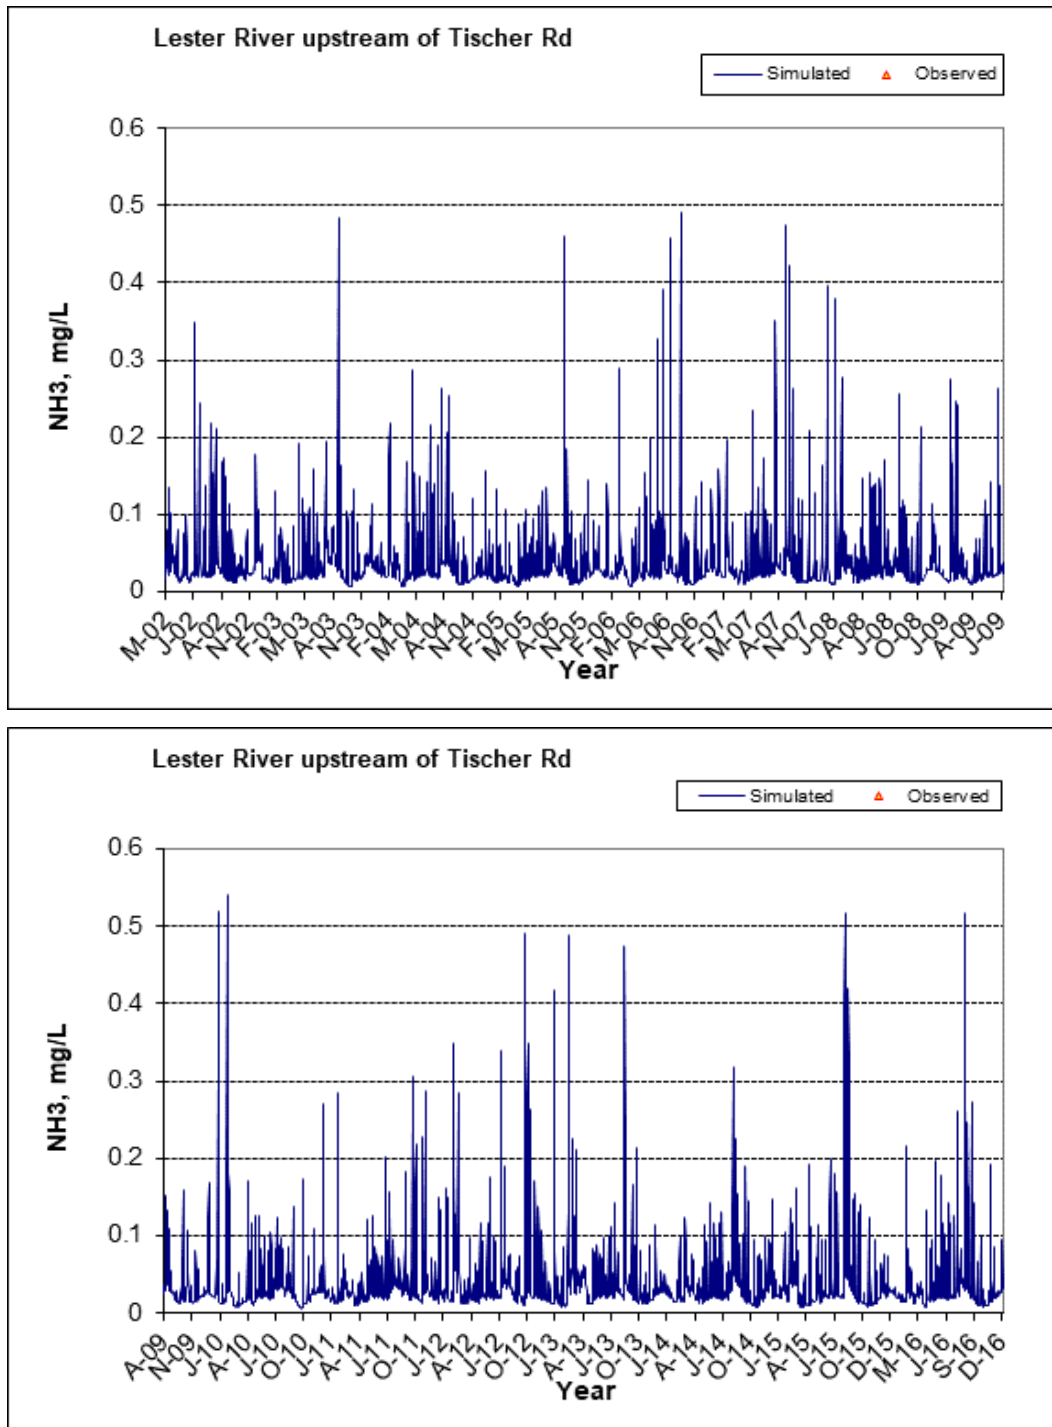 Lester River upstream of Tischer Rd
Simulated Observed
0.6
0.5
0.4
0.3
0.2
0.1
0
NH3, mg/L
M-02 J-02 A-02 N-02 F-03 M-03 A-03 N-03 F-04 M-04 A-04 N-04 F-05 M-05 A-05 N-05 F-06 M-06 A-06 N-06 F-07 M-07 A-07 N-07 J-08 A-08 J-08 O-08 J-09 A-09 J-09
Year
Lester River upstream of Tischer Rd
Simulated Observed
0.6
0.5
0.4
0.3
0.2
0.1
0
NH3, mg/L
A-09 N-09 J-10 A-10 J-10 O-10 J-11 A-11 J-11 O-11 J-12 A-12 J-12 O-12 J-13 A-13 J-13 O-13 J-14 A-14 J-14 O-14 J-15 A-15 J-15 O-15 D-15 M-16 J-16 S-16 D-16
Year